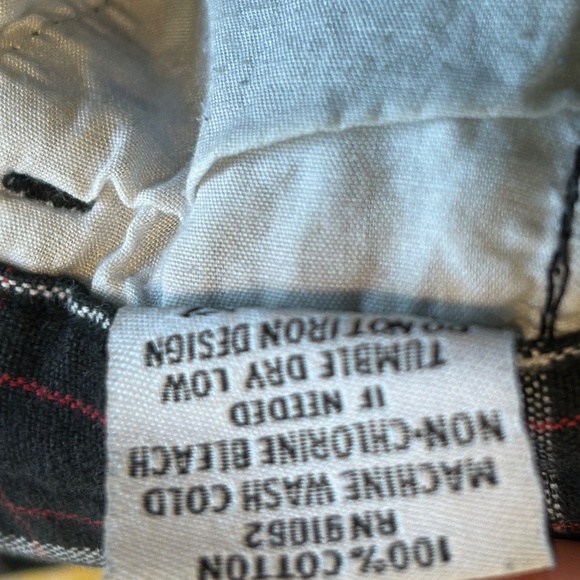 100% COTTON
RN 91062
MACHINE WASH COLD
NON-CHLORINE BLEACH
IF NEEDED
TUMBLE DRY LOW
DO NOT IRON DESIGN